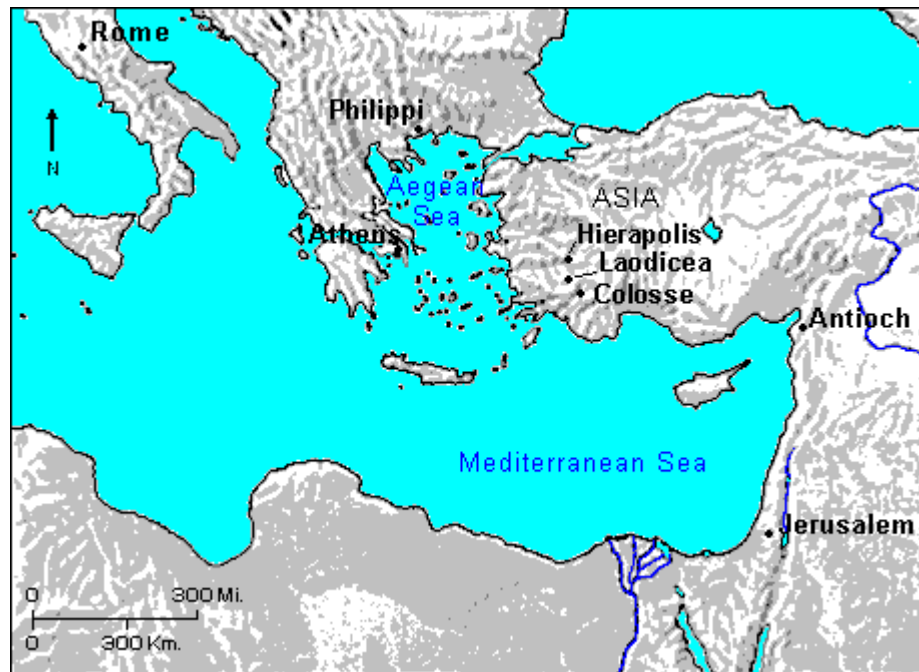 Rome
Philippi
N
Aegean
Sea
ASIA
Athens
Hierapolis
Laodicea
Colosse
Antioch
Mediterranean Sea
Jerusalem
0 300 Mi.
0 300 Km.